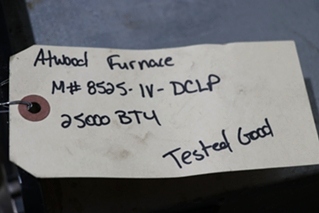 Atwood Furnace
M# 8525-IV-DCLP
25000 BTU
Tested Good